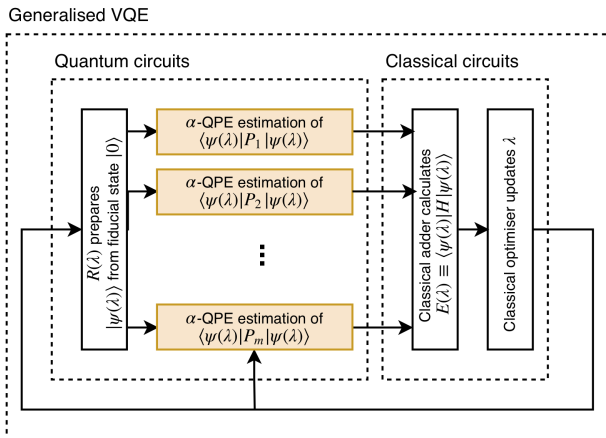 Generalised VQE
Quantum circuits
Classical circuits
R(λ) prepares
|ψ(λ)⟩ from fiducial state |0⟩
α-QPE estimation of
⟨ψ(λ)|P₁|ψ(λ)⟩
α-QPE estimation of
⟨ψ(λ)|P₂|ψ(λ)⟩
⋮
α-QPE estimation of
⟨ψ(λ)|Pₘ|ψ(λ)⟩
Classical adder calculates
E(λ) ≡ ⟨ψ(λ)|H|ψ(λ)⟩
Classical optimiser updates λ